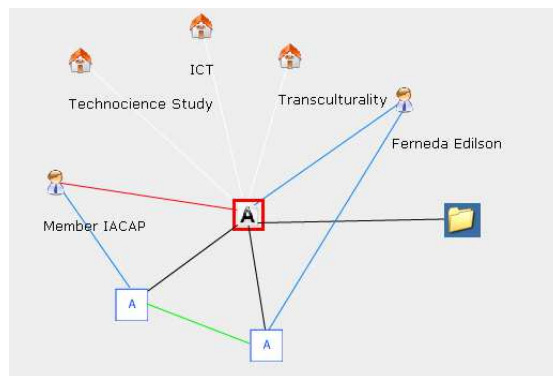 ICT
Technocience Study
Transculturality
Ferneda Edilson
Member IACAP
A
A
A